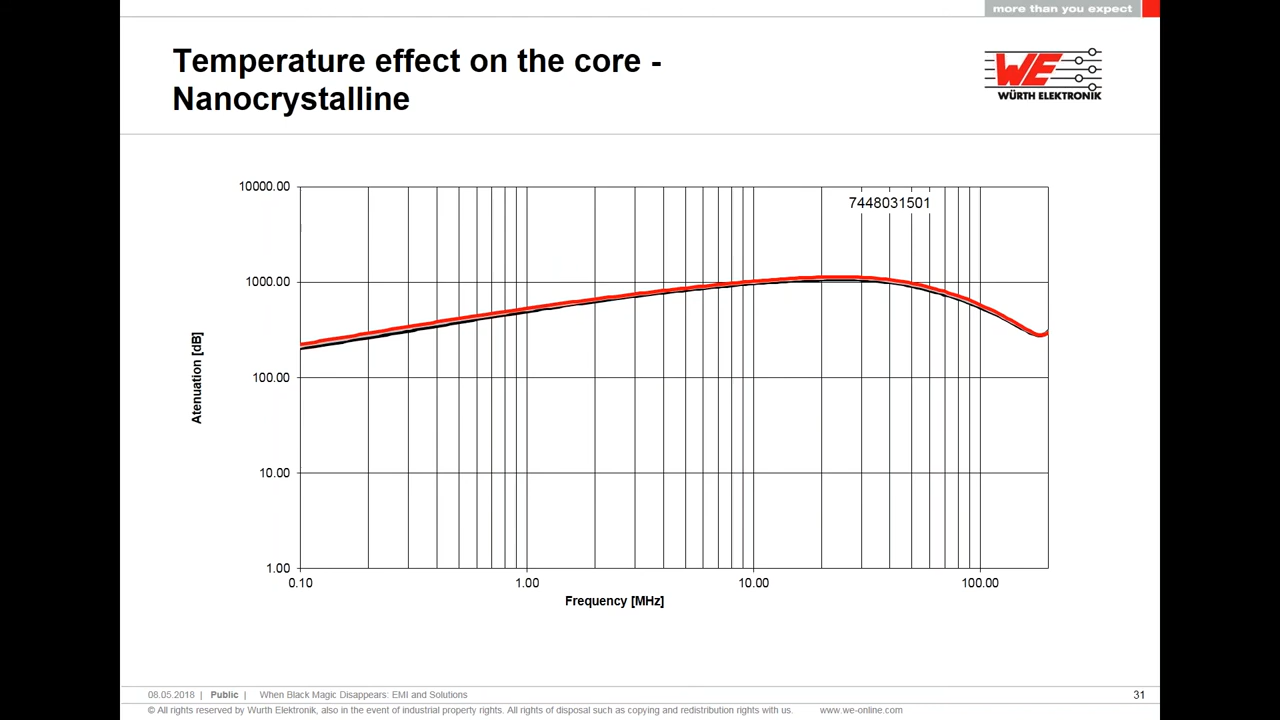 more than you expect
Temperature effect on the core -
Nanocrystalline
WE
WÜRTH ELEKTRONIK
10000.00
7448031501
1000.00
Atenuation [dB]
100.00
10.00
1.00
0.10 1.00 10.00 100.00
Frequency [MHz]
08.05.2018 | Public | When Black Magic Disappears: EMI and Solutions 31
© All rights reserved by Wurth Elektronik, also in the event of industrial property rights. All rights of disposal such as copying and redistribution rights with us. www.we-online.com